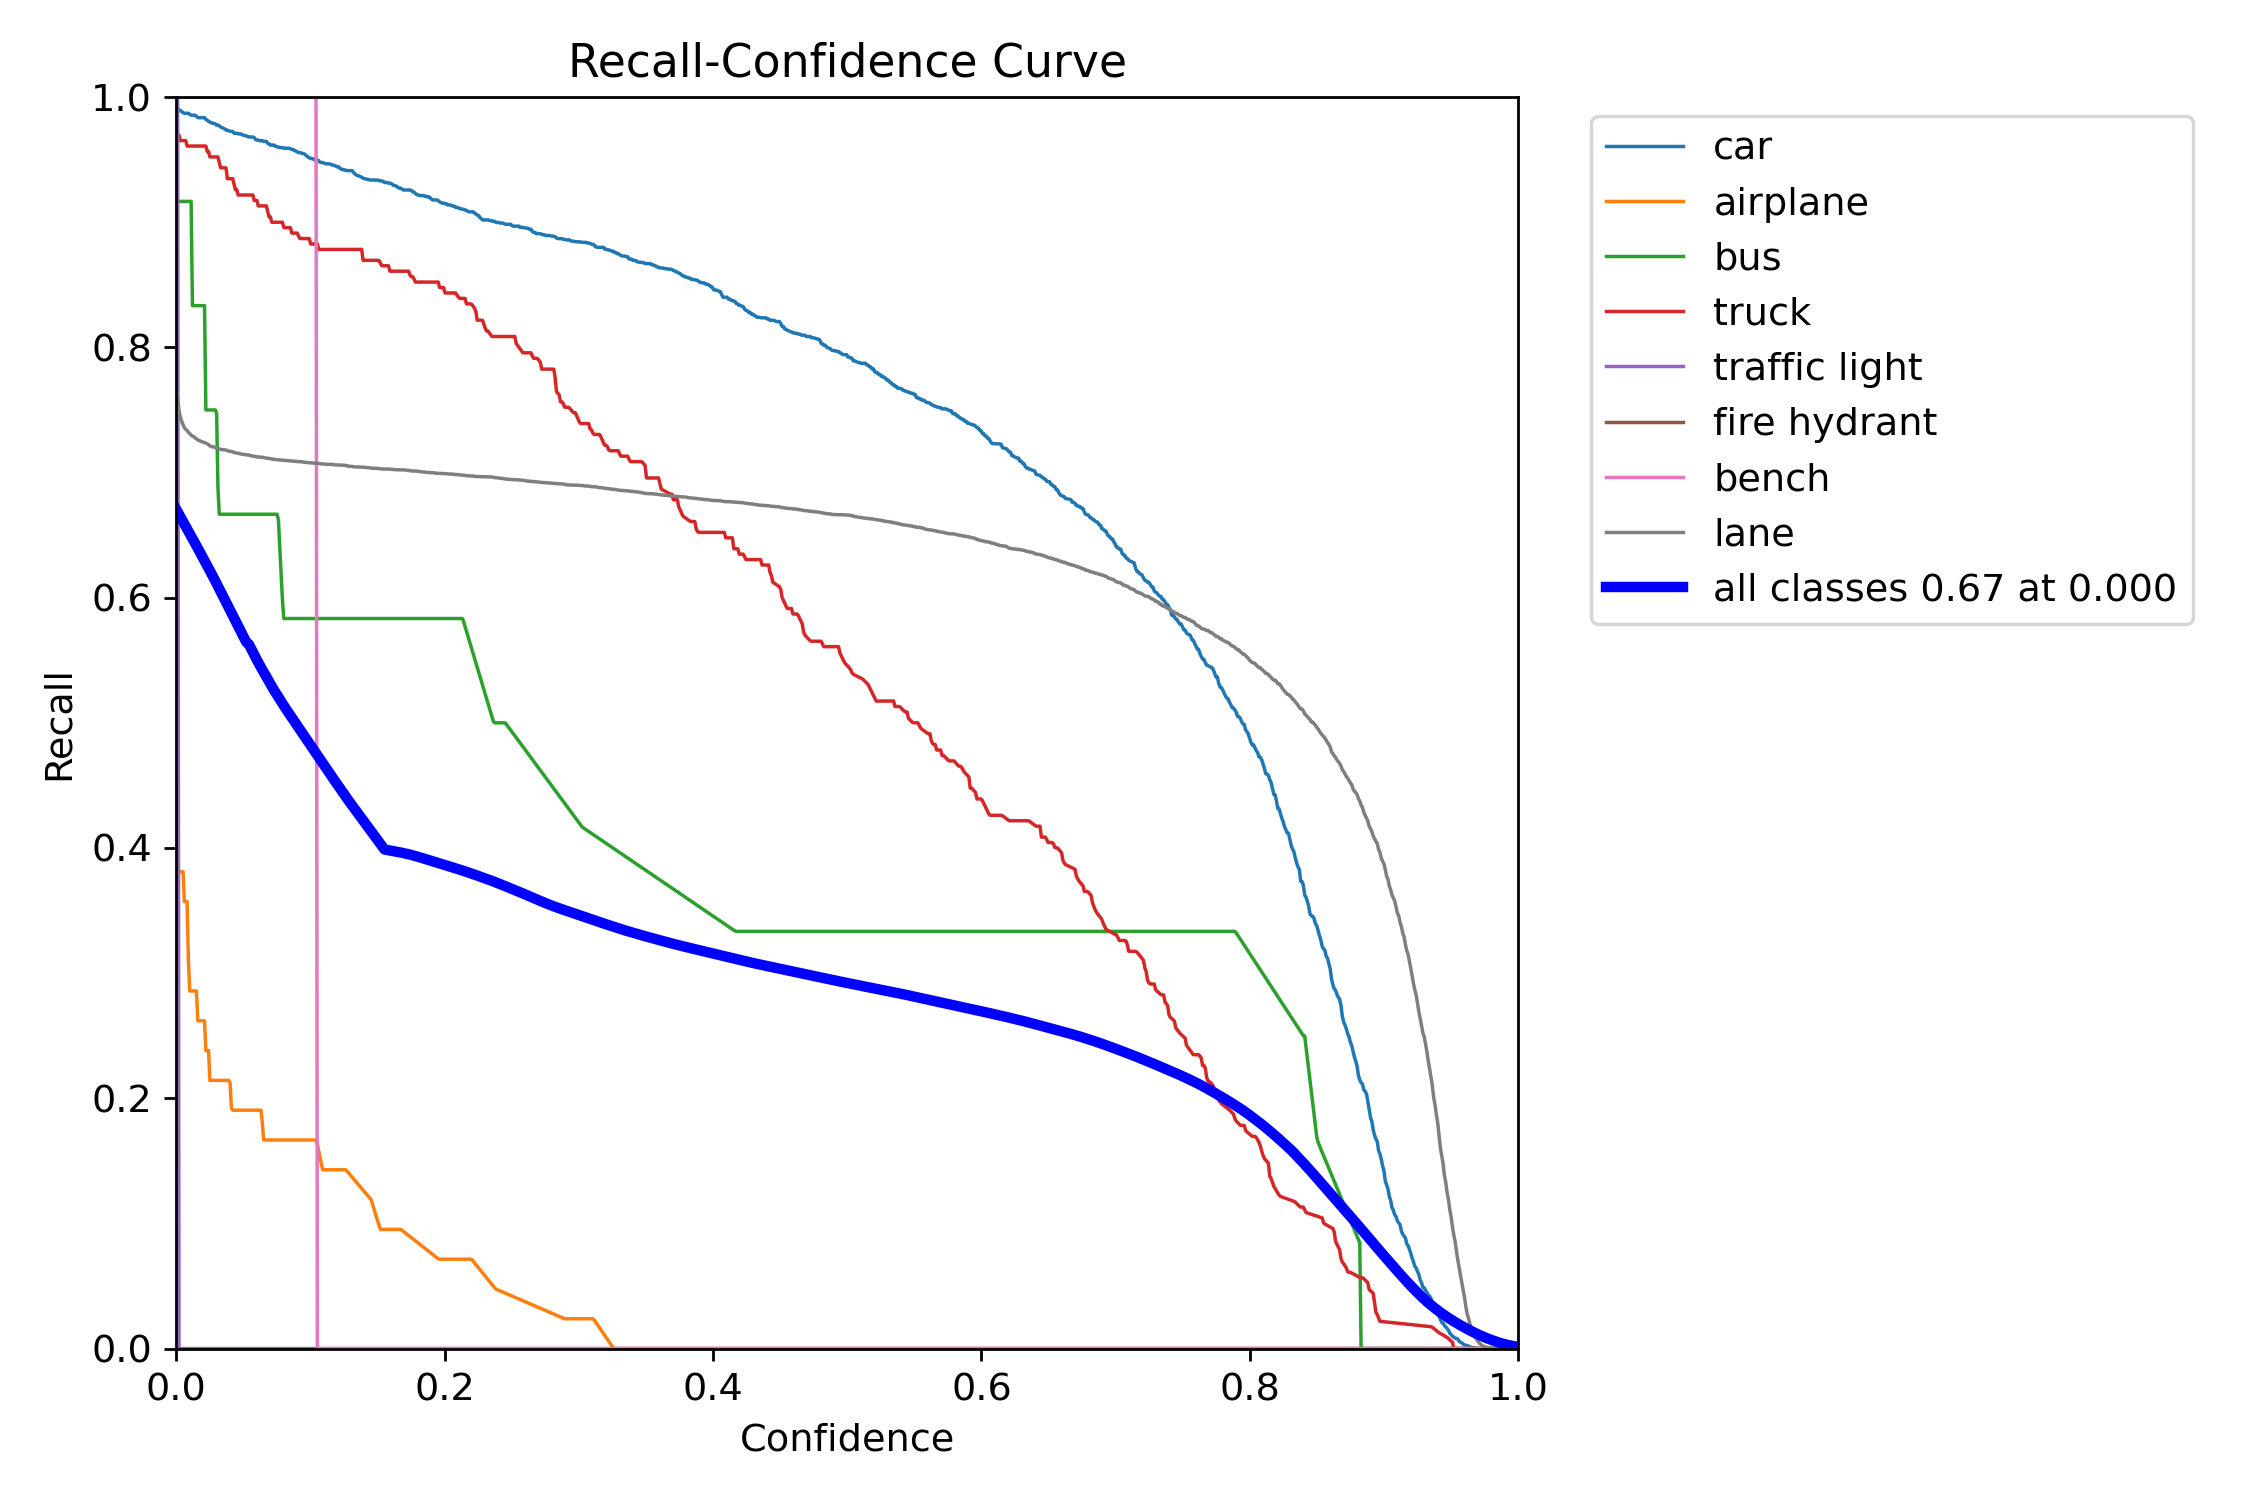 Recall-Confidence Curve
1.0
0.8
0.6
0.4
0.2
0.0
Recall
0.0 0.2 0.4 0.6 0.8 1.0
Confidence
car
airplane
bus
truck
traffic light
fire hydrant
bench
lane
all classes 0.67 at 0.000